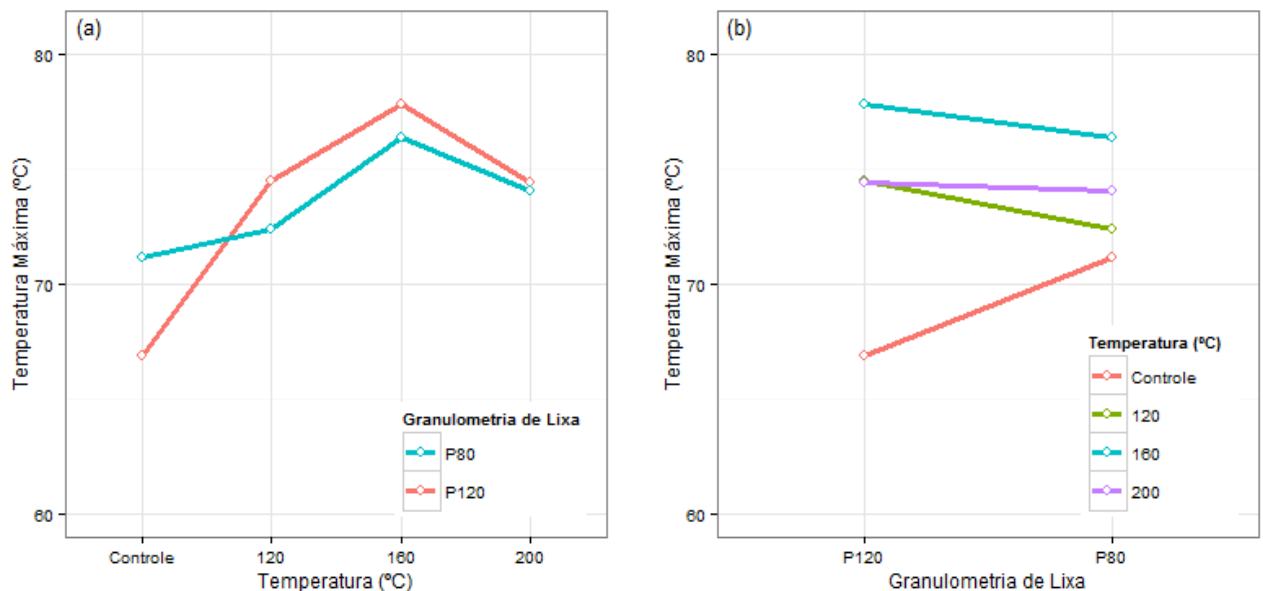 (a)
80
70
60
Temperatura Máxima (ºC)
Controle 120 160 200
Temperatura (ºC)
Granulometria de Lixa
P80
P120
(b)
80
70
60
Temperatura Máxima (ºC)
P120 P80
Granulometria de Lixa
Temperatura (ºC)
Controle
120
160
200